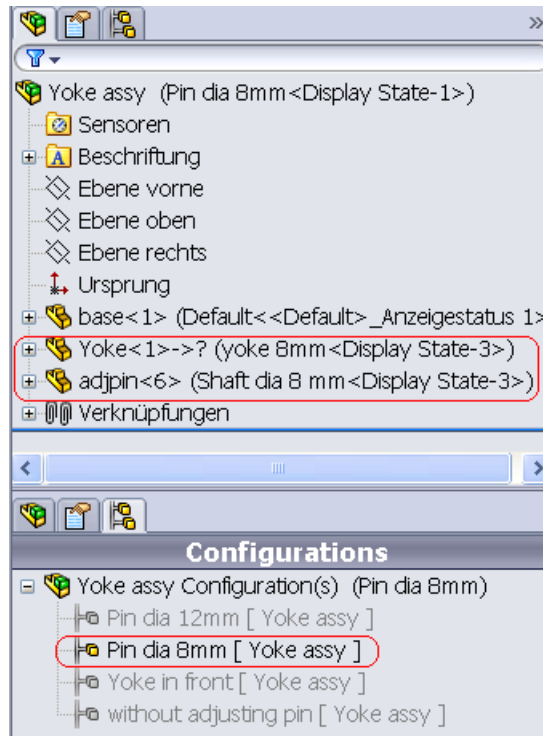 Yoke assy (Pin dia 8mm<Display State-1>)
Sensoren
Beschriftung
Ebene vorne
Ebene oben
Ebene rechts
Ursprung
base<1> (Default<<Default>_Anzeigestatus 1>
Yoke<1>->? (yoke 8mm<Display State-3>)
adjpin<6> (Shaft dia 8 mm<Display State-3>)
Verknüpfungen
Configurations
Yoke assy Configuration(s) (Pin dia 8mm)
Pin dia 12mm [ Yoke assy ]
Pin dia 8mm [ Yoke assy ]
Yoke in front [ Yoke assy ]
without adjusting pin [ Yoke assy ]